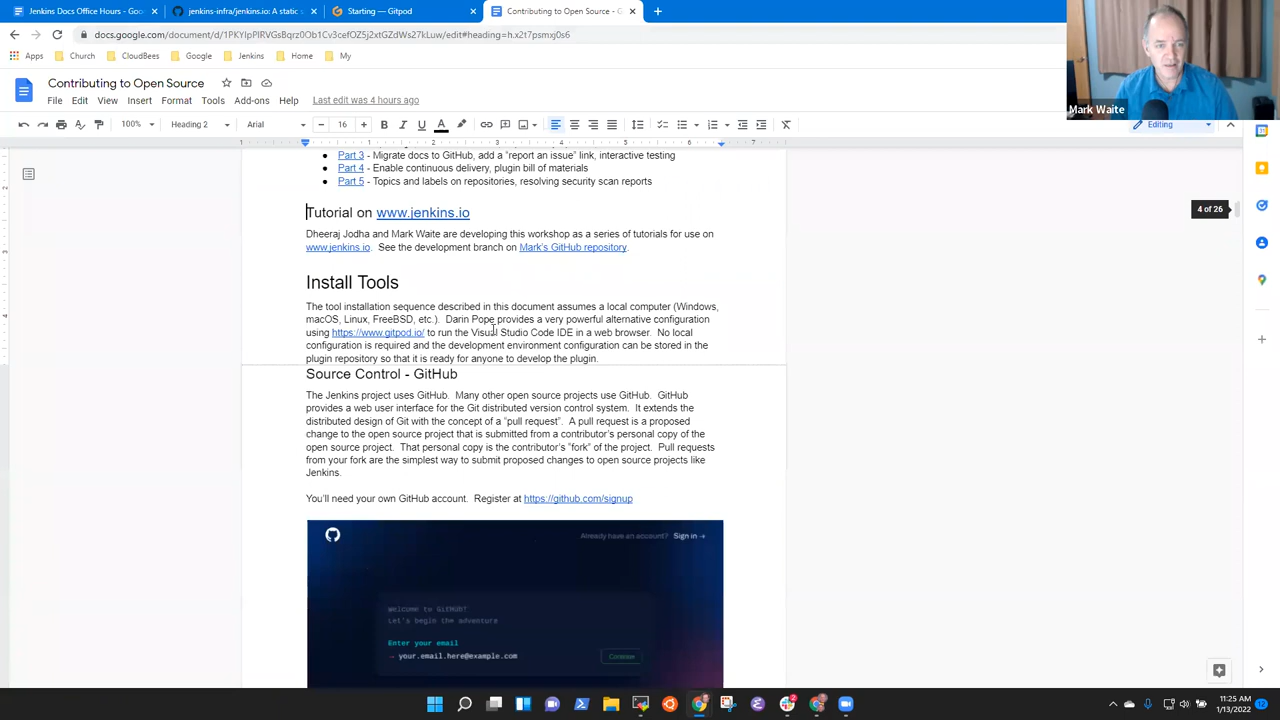 Jenkins Docs Office Hours - Goo
jenkins-infra/jenkins.io: A static s
Starting — Gitpod
Contributing to Open Source - G
docs.google.com/document/d/1PKYIpPlRVGsBqrz0Ob1Cv3cefOZ5j2xtGZdWs27kLuw/edit#heading=h.x2t7psmxj0s6
Apps Church CloudBees Google Jenkins Home My
Mark Waite
Contributing to Open Source
File Edit View Insert Format Tools Add-ons Help Last edit was 4 hours ago
100% Heading 2 Arial 16 Editing
1 1 2 3 4 5 6 7
Part 3 - Migrate docs to GitHub, add a “report an issue” link, interactive testing
Part 4 - Enable continuous delivery, plugin bill of materials
Part 5 - Topics and labels on repositories, resolving security scan reports
4 of 26
Tutorial on www.jenkins.io
Dheeraj Jodha and Mark Waite are developing this workshop as a series of tutorials for use on
www.jenkins.io. See the development branch on Mark's GitHub repository.
Install Tools
The tool installation sequence described in this document assumes a local computer (Windows,
macOS, Linux, FreeBSD, etc.). Darin Pope provides a very powerful alternative configuration
using https://www.gitpod.io/ to run the Visual Studio Code IDE in a web browser. No local
configuration is required and the development environment configuration can be stored in the
plugin repository so that it is ready for anyone to develop the plugin.
Source Control - GitHub
The Jenkins project uses GitHub. Many other open source projects use GitHub. GitHub
provides a web user interface for the Git distributed version control system. It extends the
distributed design of Git with the concept of a “pull request”. A pull request is a proposed
change to the open source project that is submitted from a contributor's personal copy of the
open source project. That personal copy is the contributor's “fork” of the project. Pull requests
from your fork are the simplest way to submit proposed changes to open source projects like
Jenkins.
You'll need your own GitHub account. Register at https://github.com/signup
Already have an account? Sign in →
Welcome to GitHub!
Let's begin the adventure
Enter your email
→ your.email.here@example.com
Continue
11:25 AM
1/13/2022